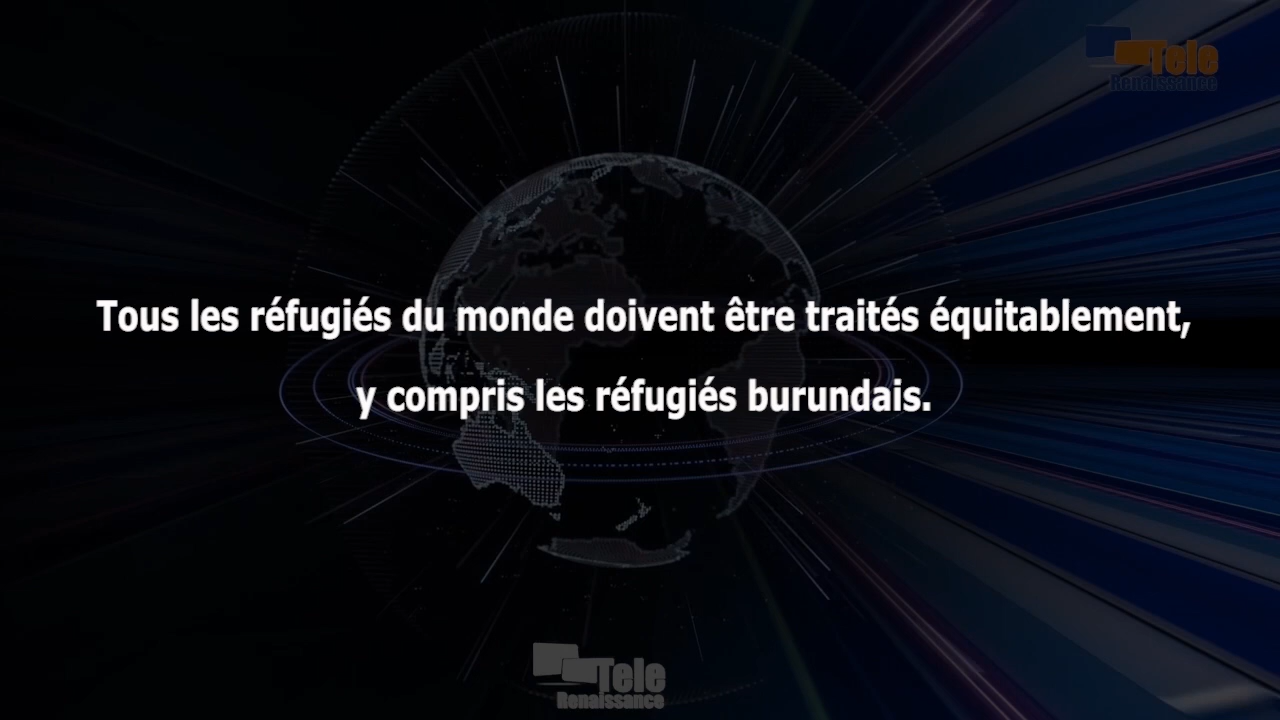 Tele
Renaissance
Tous les réfugiés du monde doivent être traités équitablement,
y compris les réfugiés burundais.
Tele
Renaissance